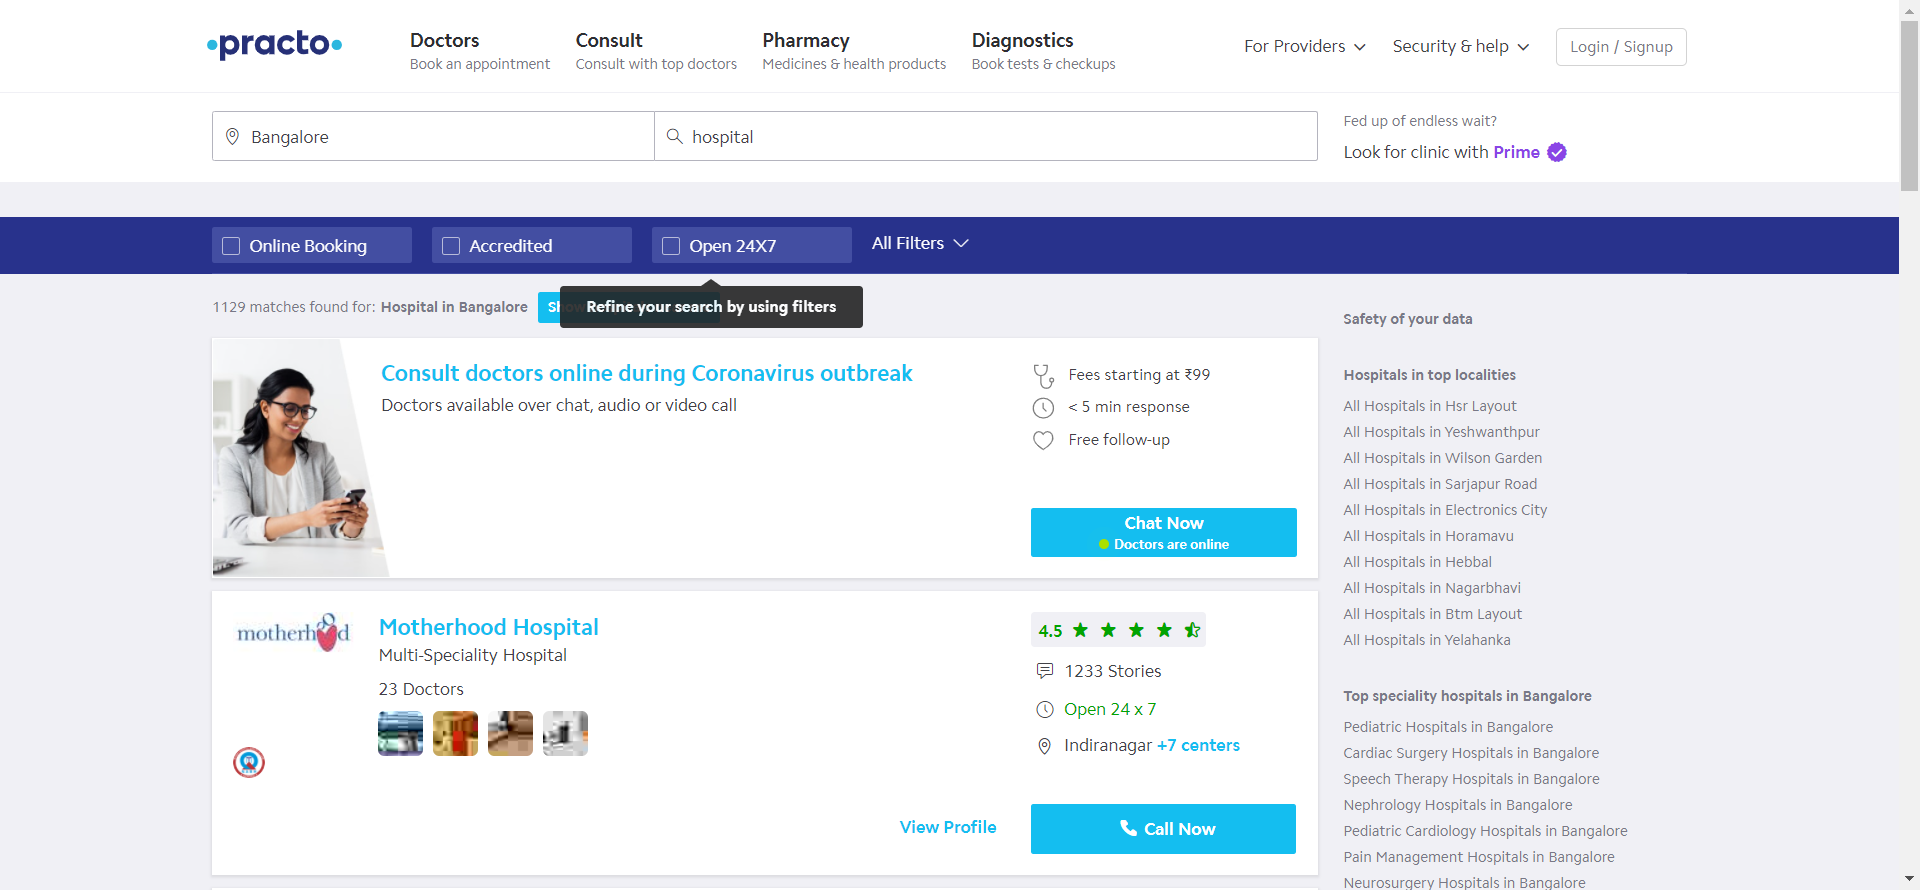 practo
Doctors
Book an appointment
Consult
Consult with top doctors
Pharmacy
Medicines & health products
Diagnostics
Book tests & checkups
For Providers
Security & help
Login / Signup
Bangalore
hospital
Fed up of endless wait?
Look for clinic with Prime
Online Booking
Accredited
Open 24X7
All Filters
1129 matches found for: Hospital in Bangalore
Refine your search by using filters
Consult doctors online during Coronavirus outbreak
Doctors available over chat, audio or video call
Fees starting at ₹99
< 5 min response
Free follow-up
Chat Now
Doctors are online
motherhood
Motherhood Hospital
Multi-Speciality Hospital
23 Doctors
4.5
1233 Stories
Open 24 x 7
Indiranagar +7 centers
View Profile
Call Now
Safety of your data
Hospitals in top localities
All Hospitals in Hsr Layout
All Hospitals in Yeshwanthpur
All Hospitals in Wilson Garden
All Hospitals in Sarjapur Road
All Hospitals in Electronics City
All Hospitals in Horamavu
All Hospitals in Hebbal
All Hospitals in Nagarbhavi
All Hospitals in Btm Layout
All Hospitals in Yelahanka
Top speciality hospitals in Bangalore
Pediatric Hospitals in Bangalore
Cardiac Surgery Hospitals in Bangalore
Speech Therapy Hospitals in Bangalore
Nephrology Hospitals in Bangalore
Pediatric Cardiology Hospitals in Bangalore
Pain Management Hospitals in Bangalore
Neurosurgery Hospitals in Bangalore